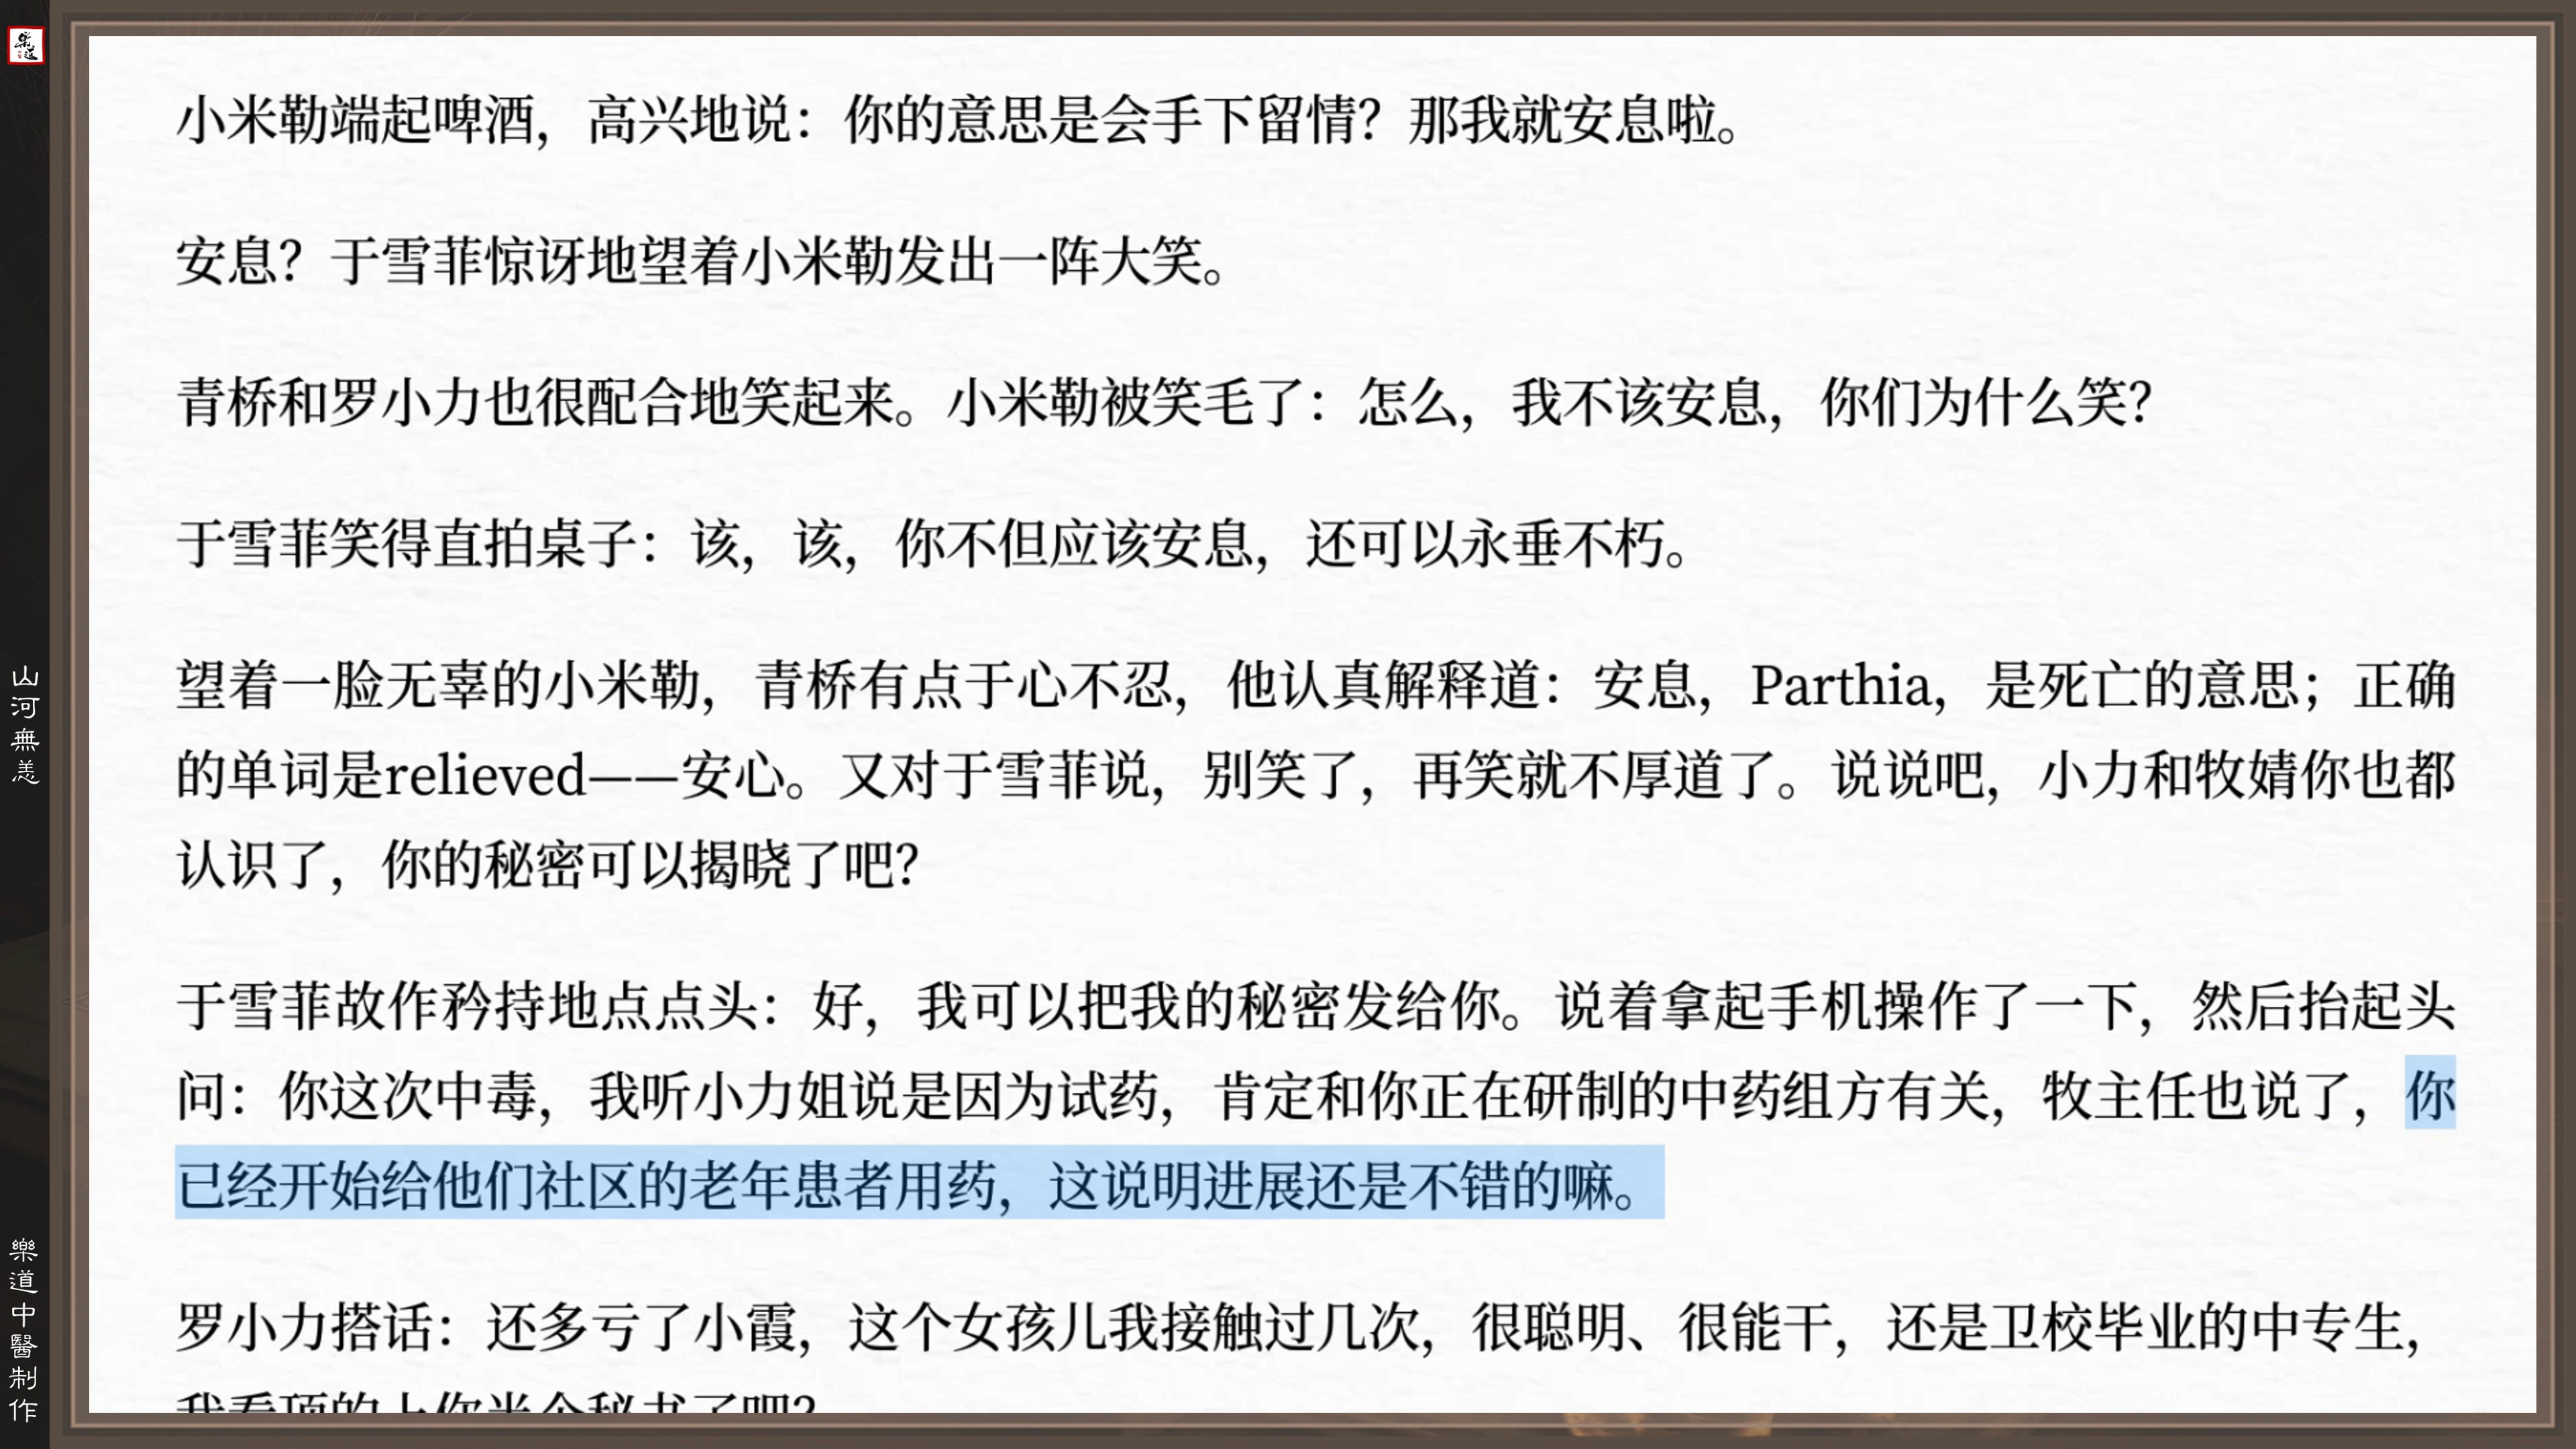 小米勒端起啤酒，高兴地说：你的意思是会手下留情？那我就安息啦。
安息？于雪菲惊讶地望着小米勒发出一阵大笑。
青桥和罗小力也很配合地笑起来。小米勒被笑毛了：怎么，我不该安息，你们为什么笑？
于雪菲笑得直拍桌子：该，该，你不但应该安息，还可以永垂不朽。
望着一脸无辜的小米勒，青桥有点于心不忍，他认真解释道：安息，Parthia，是死亡的意思；正确
的单词是relieved——安心。又对于雪菲说，别笑了，再笑就不厚道了。说说吧，小力和牧婧你也都
认识了，你的秘密可以揭晓了吧？
于雪菲故作矜持地点点头：好，我可以把我的秘密发给你。说着拿起手机操作了一下，然后抬起头
问：你这次中毒，我听小力姐说是因为试药，肯定和你正在研制的中药组方有关，牧主任也说了，你
已经开始给他们社区的老年患者用药，这说明进展还是不错的嘛。
罗小力搭话：还多亏了小霞，这个女孩儿我接触过几次，很聪明、很能干，还是卫校毕业的中专生，
我看顶的上你半个秘书了吧？
山河無恙
樂道中醫制作